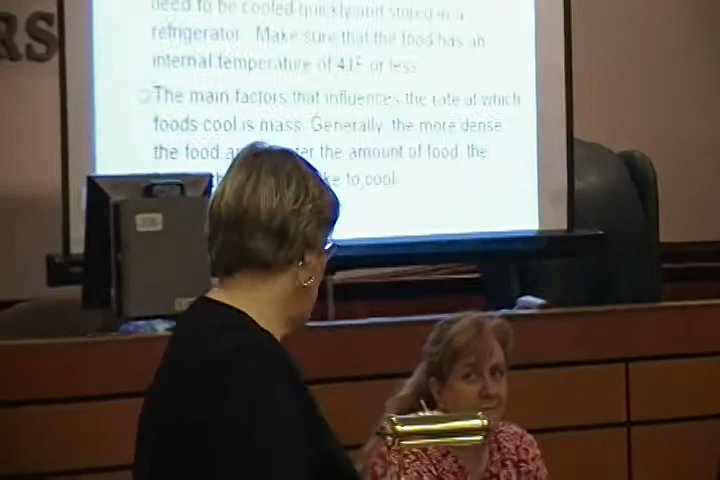 need to be cooled quickly and stored in a
RS
refrigerator. Make sure that the food has an
internal temperature of 41º or less.
The main factors that influences the rate at which
foods cool is mass. Generally, the more dense
the food the amount of food, the
to cool.